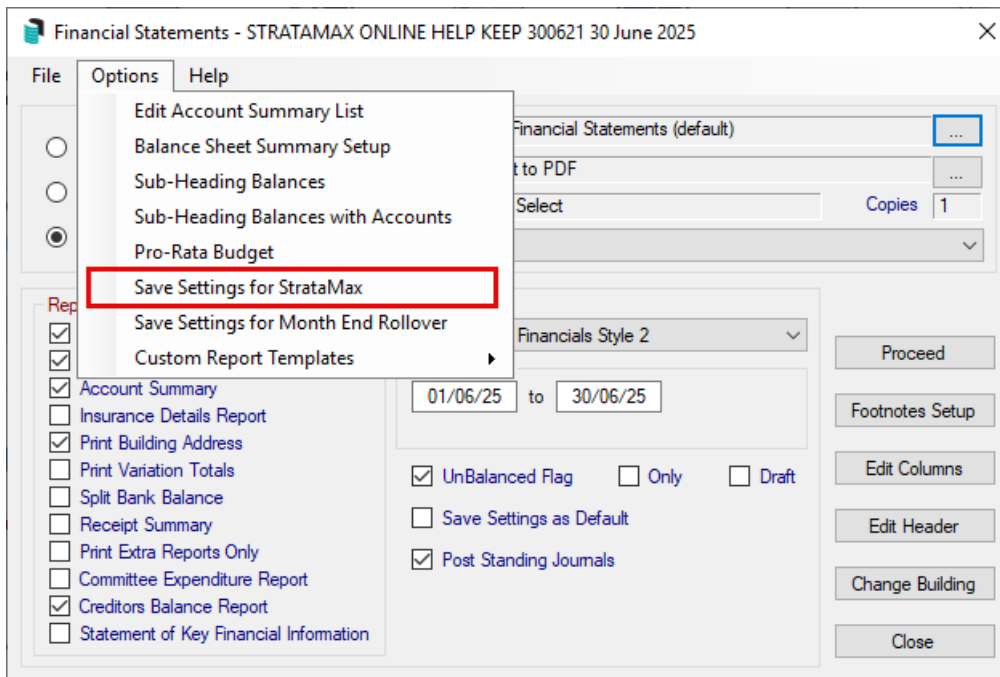 Financial Statements - STRATAMAX ONLINE HELP KEEP 300621 30 June 2025
File Options Help
Edit Account Summary List
Balance Sheet Summary Setup
Sub-Heading Balances
Sub-Heading Balances with Accounts
Pro-Rata Budget
Save Settings for StrataMax
Save Settings for Month End Rollover
Custom Report Templates
Financial Statements (default) ...
t to PDF ...
Select Copies 1
Rep
Account Summary
Insurance Details Report
Print Building Address
Print Variation Totals
Split Bank Balance
Receipt Summary
Print Extra Reports Only
Committee Expenditure Report
Creditors Balance Report
Statement of Key Financial Information
Financials Style 2
01/06/25 to 30/06/25
UnBalanced Flag Only Draft
Save Settings as Default
Post Standing Journals
Proceed
Footnotes Setup
Edit Columns
Edit Header
Change Building
Close